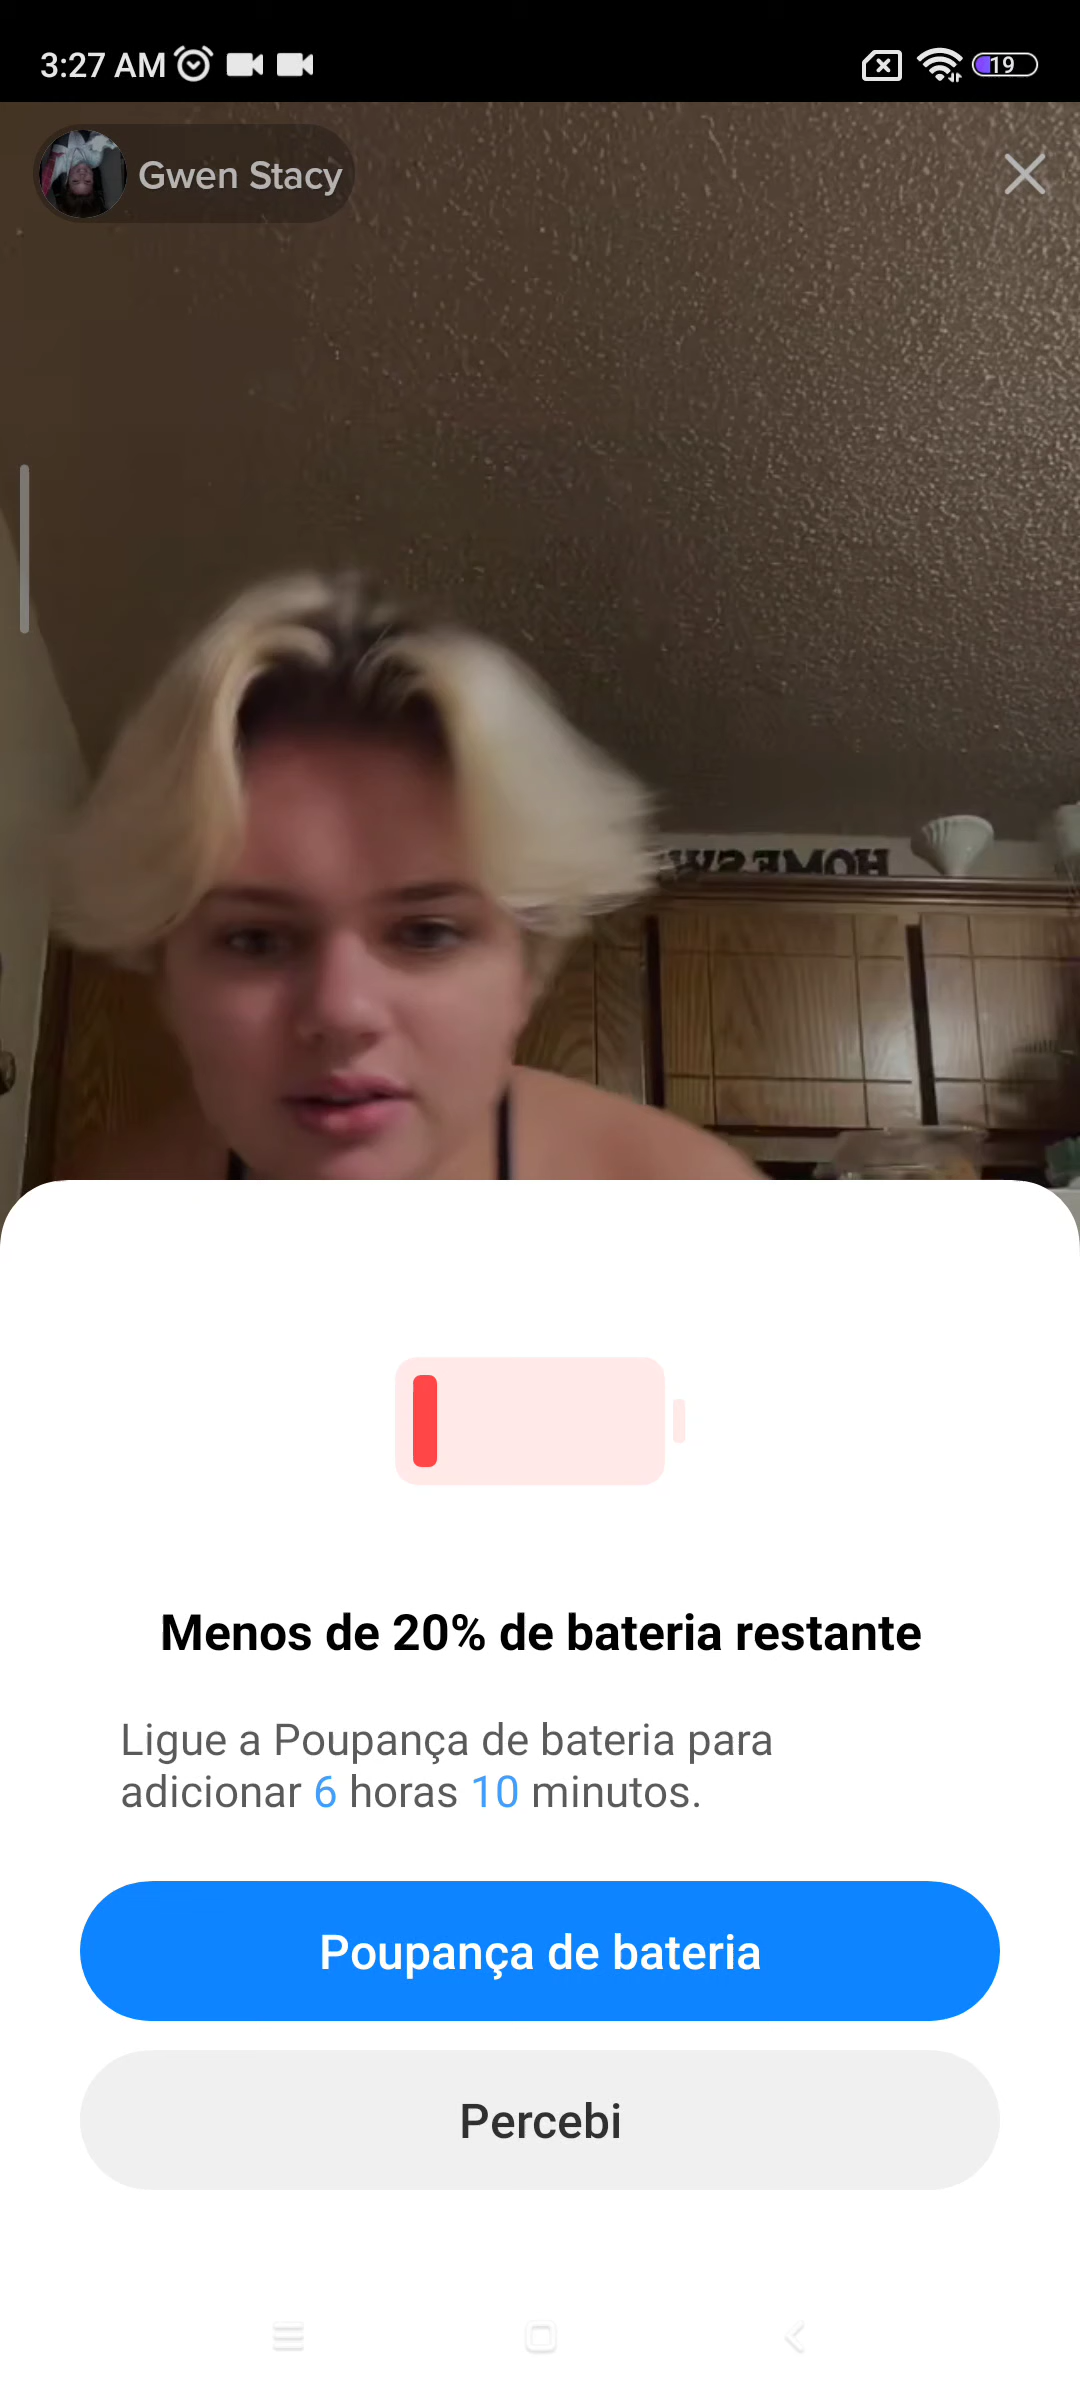 3:27 AM
19
Gwen Stacy
HOME SW
Menos de 20% de bateria restante
Ligue a Poupança de bateria para
adicionar 6 horas 10 minutos.
Poupança de bateria
Percebi